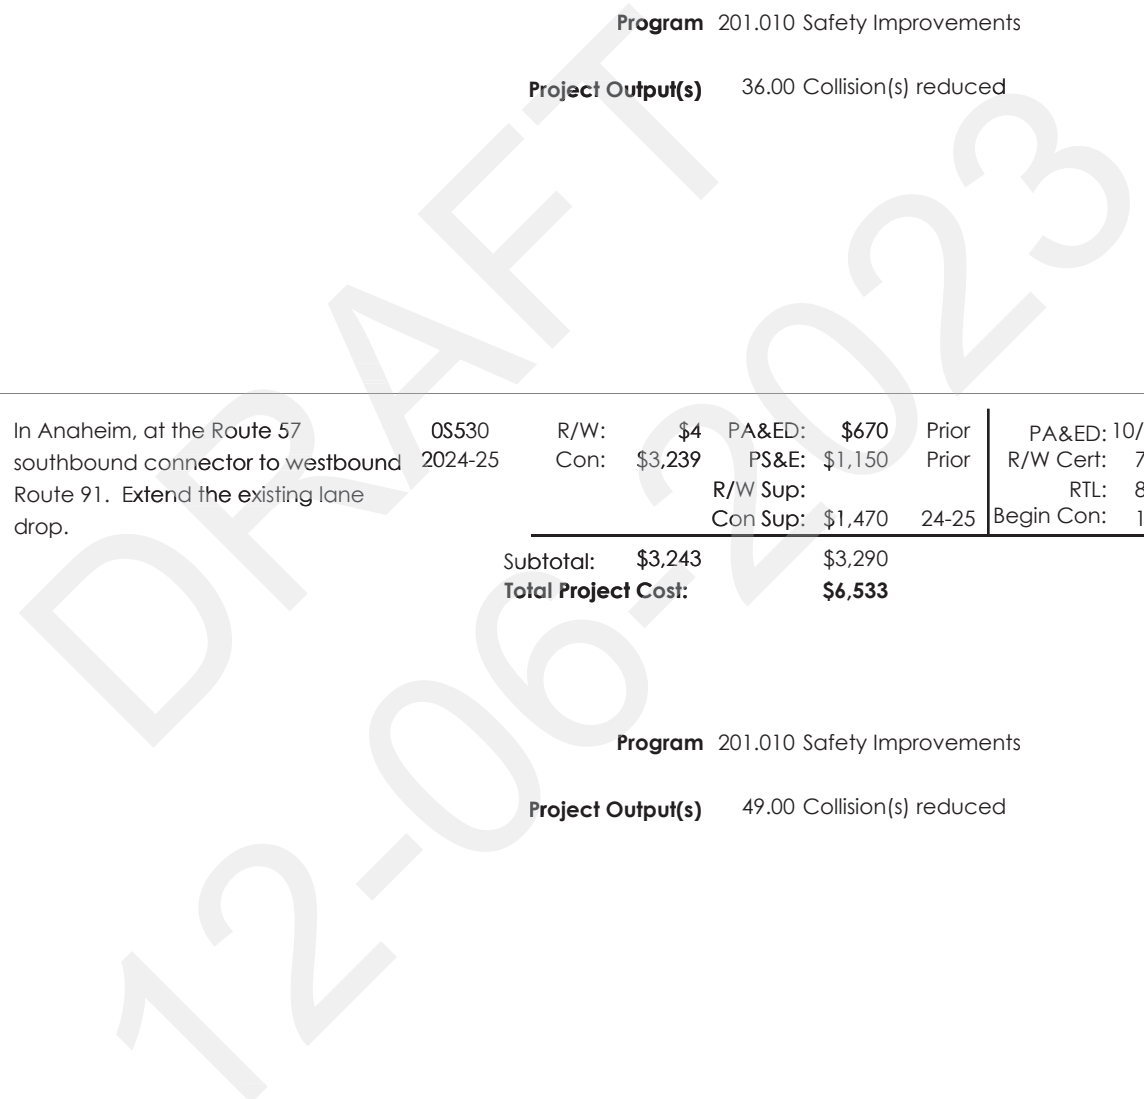 Program 201.010 Safety Improvements
Project Output(s) 36.00 Collision(s) reduced
In Anaheim, at the Route 57 0S530 R/W: $4 PA&ED: $670 Prior PA&ED: 10/
southbound connector to westbound 2024-25 Con: $3,239 PS&E: $1,150 Prior R/W Cert: 7
Route 91. Extend the existing lane R/W Sup: RTL: 8
drop. Con Sup: $1,470 24-25 Begin Con: 1
Subtotal: $3,243 $3,290
Total Project Cost: $6,533
Program 201.010 Safety Improvements
Project Output(s) 49.00 Collision(s) reduced
DRAFT
12-06-2023